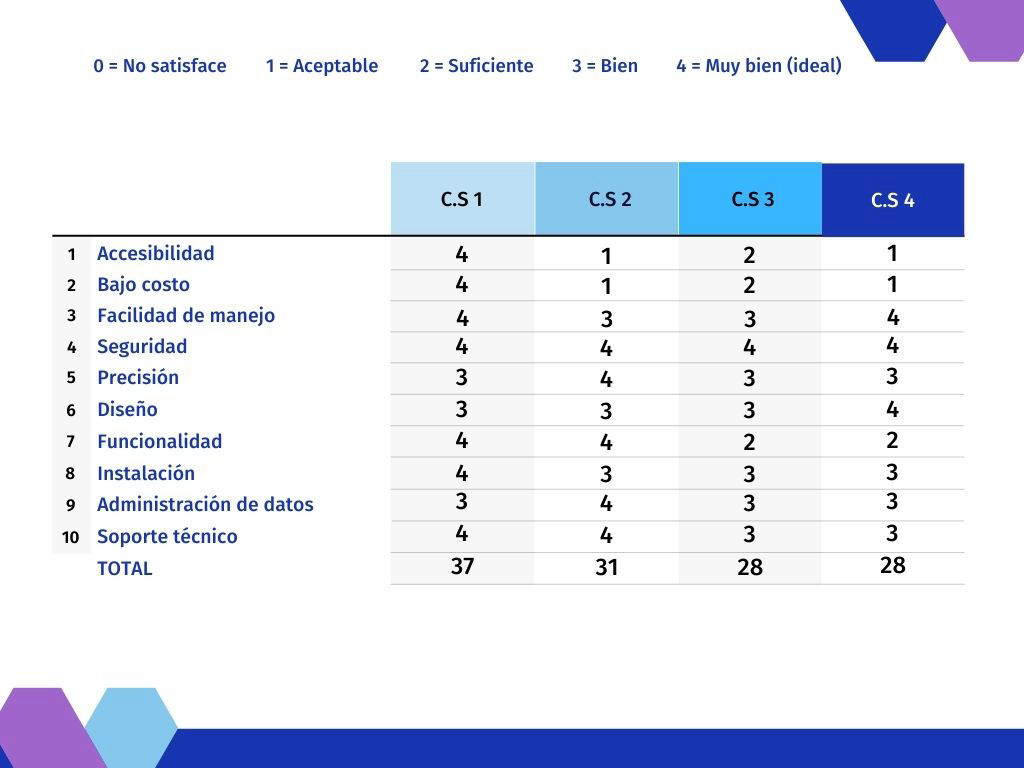 0 = No satisface 1 = Aceptable 2 = Suficiente 3 = Bien 4 = Muy bien (ideal)
C.S 1 C.S 2 C.S 3 C.S 4
1 Accesibilidad 4 1 2 1
2 Bajo costo 4 1 2 1
3 Facilidad de manejo 4 3 3 4
4 Seguridad 4 4 4 4
5 Precisión 3 4 3 3
6 Diseño 3 3 3 4
7 Funcionalidad 4 4 2 2
8 Instalación 4 3 3 3
9 Administración de datos 3 4 3 3
10 Soporte técnico 4 4 3 3
TOTAL 37 31 28 28